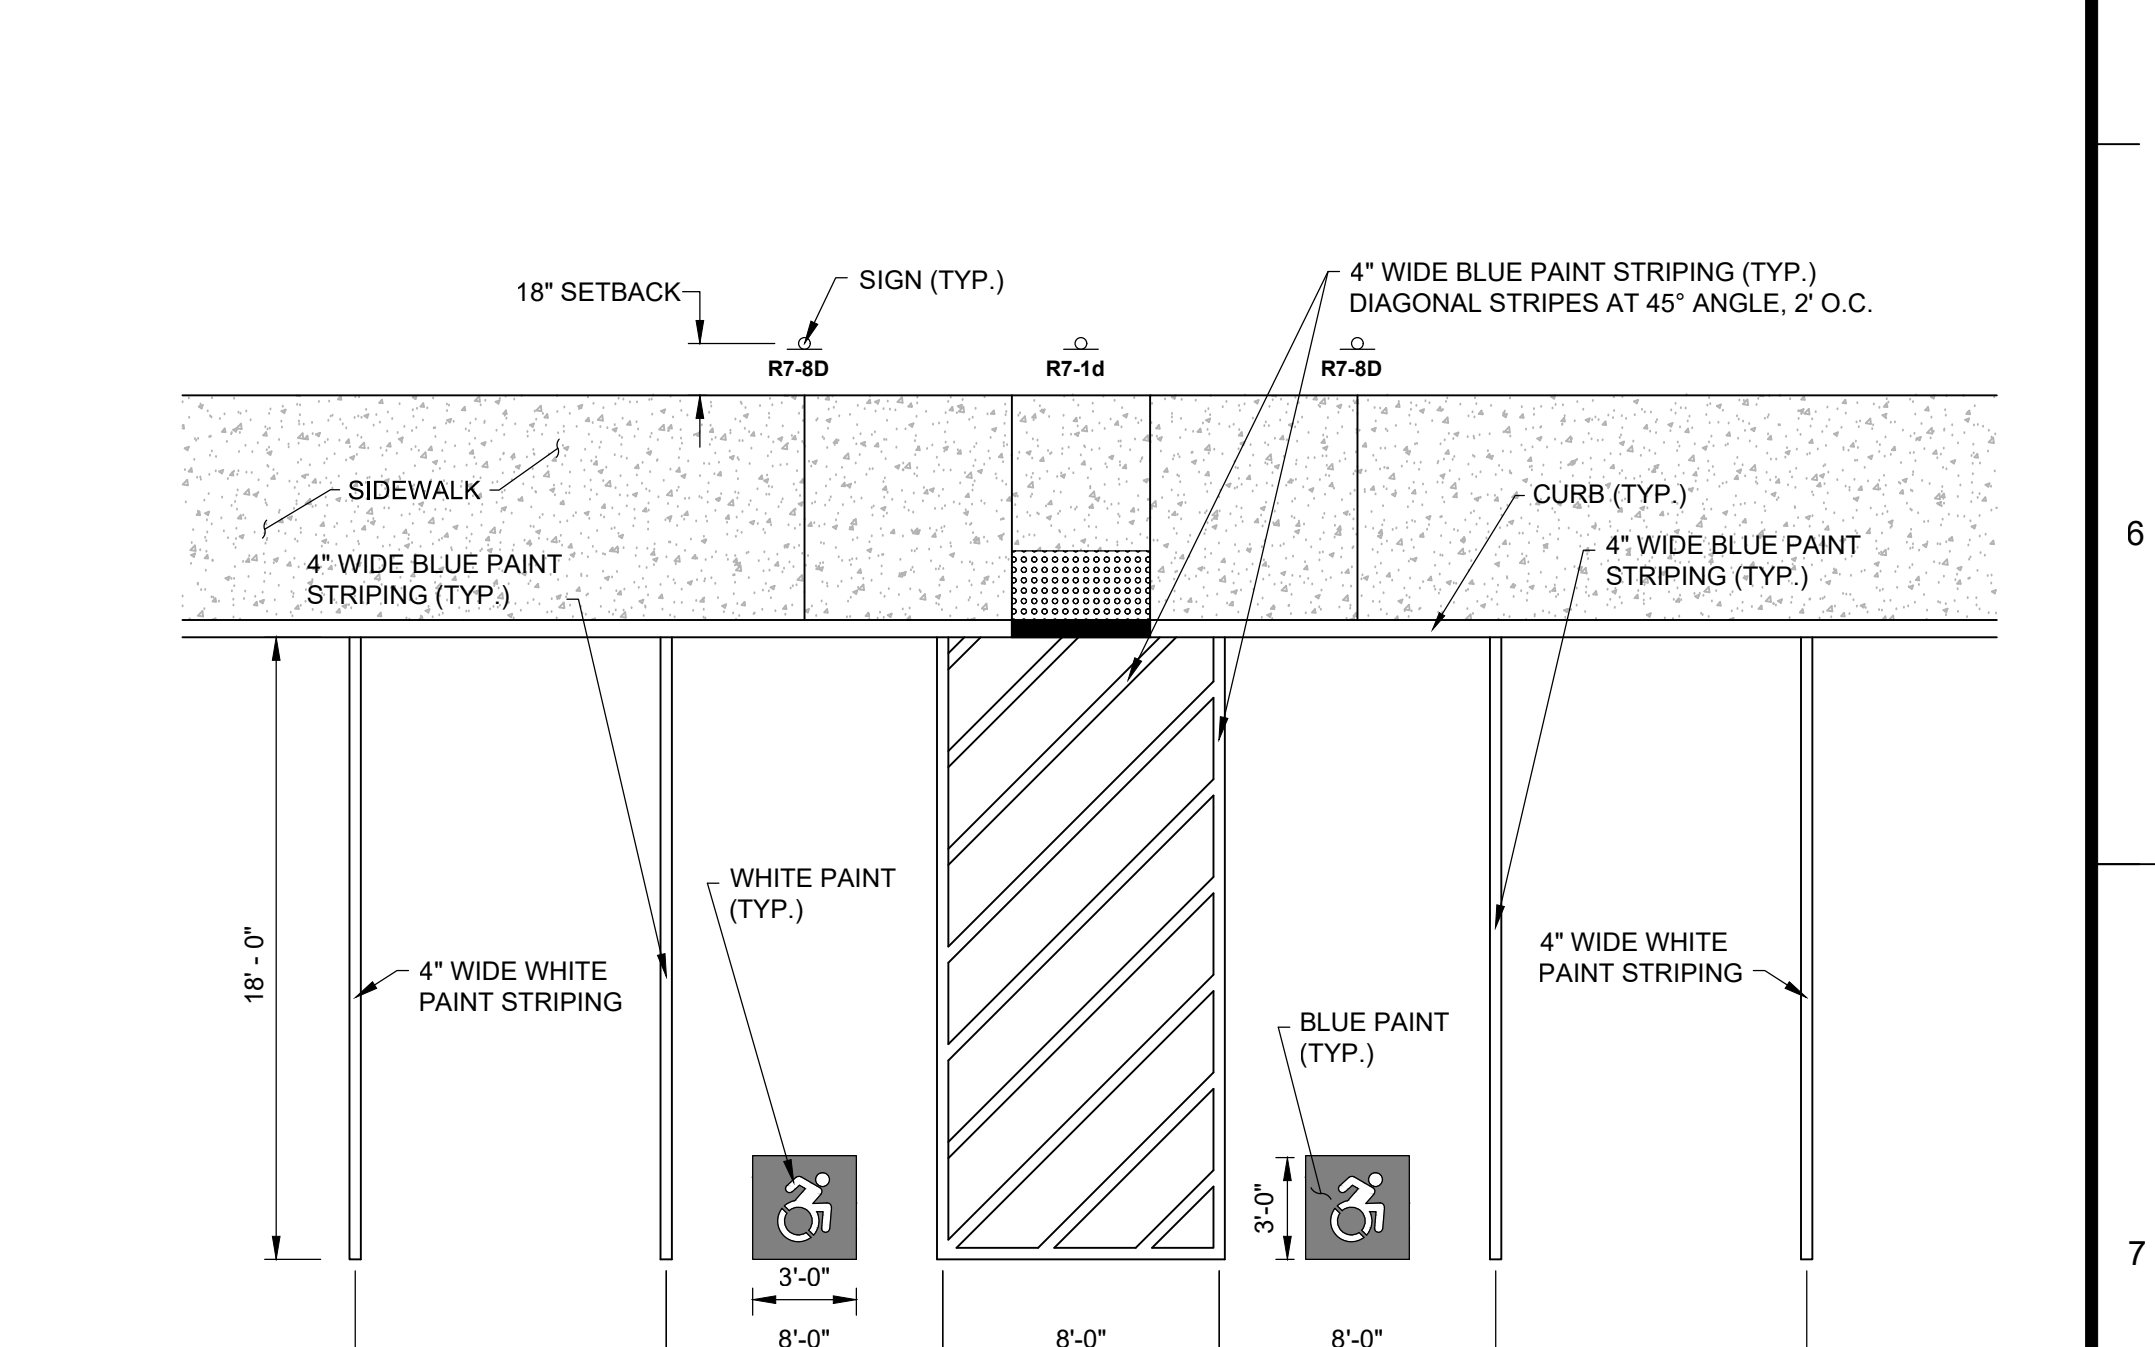 18" SETBACK
SIGN (TYP.)
4" WIDE BLUE PAINT STRIPING (TYP.)
DIAGONAL STRIPES AT 45° ANGLE, 2' O.C.
R7-8D
R7-1d
R7-8D
SIDEWALK
CURB (TYP.)
4" WIDE BLUE PAINT
STRIPING (TYP.)
4" WIDE BLUE PAINT
STRIPING (TYP.)
6
WHITE PAINT
(TYP.)
18' - 0"
4" WIDE WHITE
PAINT STRIPING
4" WIDE WHITE
PAINT STRIPING
BLUE PAINT
(TYP.)
3'-0"
7
3'-0"
8'-0"
8'-0"
8'-0"